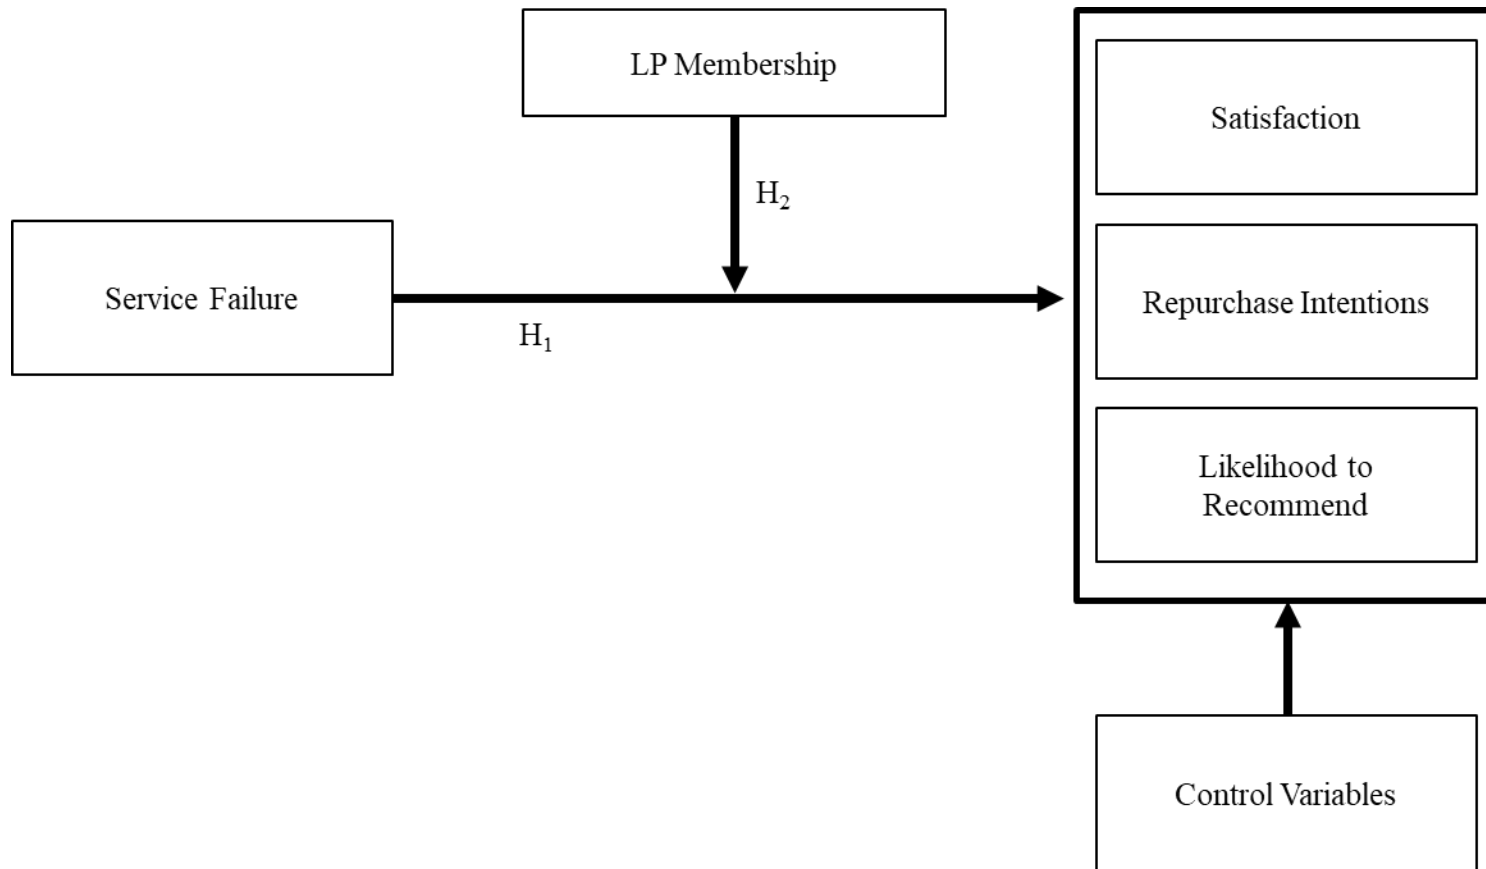 LP Membership
Satisfaction
H₂
Service Failure
Repurchase Intentions
H₁
Likelihood to
Recommend
Control Variables